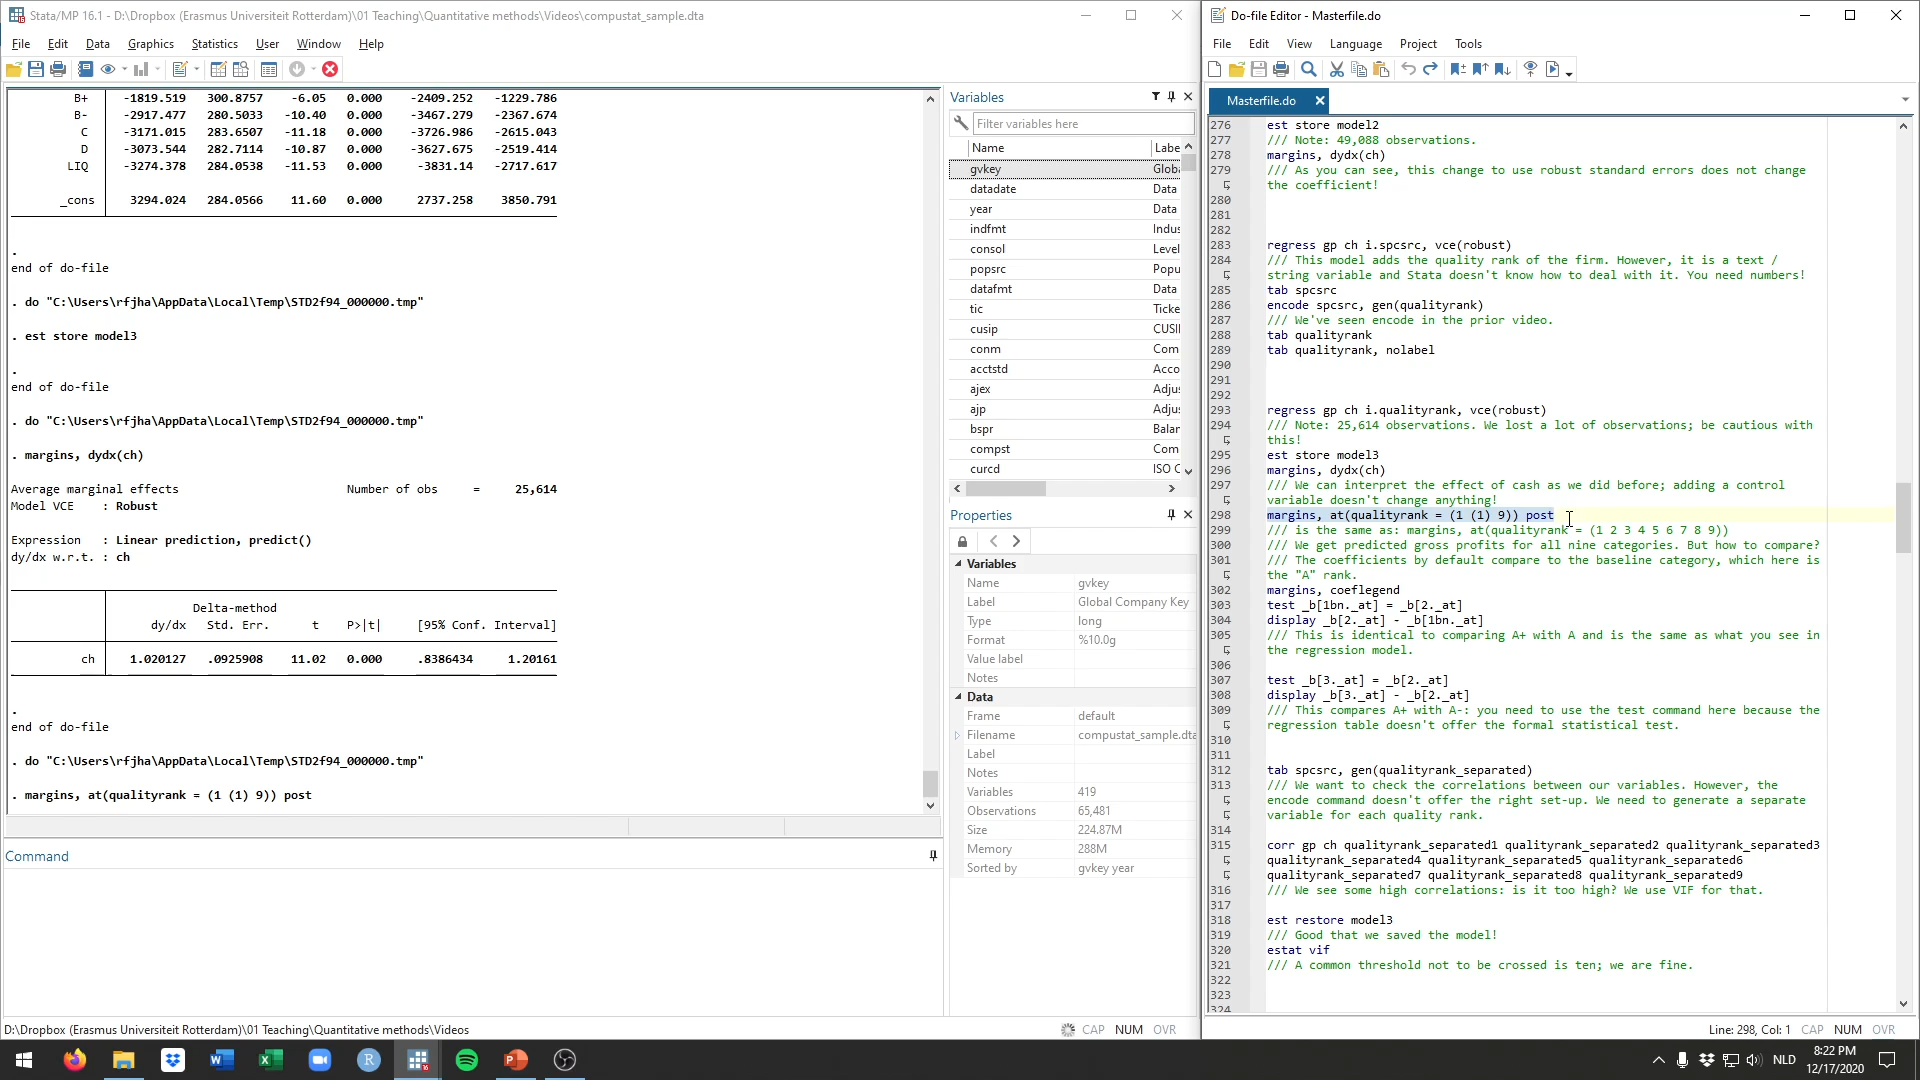 Stata/MP 16.1 - D:\Dropbox (Erasmus Universiteit Rotterdam)\01 Teaching\Quantitative methods\Videos\compustat_sample.dta
File Edit Data Graphics Statistics User Window Help
B+ -1819.519 300.8757 -6.05 0.000 -2409.252 -1229.786
B- -2917.477 280.5033 -10.40 0.000 -3467.279 -2367.674
C -3171.015 283.6507 -11.18 0.000 -3726.986 -2615.043
D -3073.544 282.7114 -10.87 0.000 -3627.675 -2519.414
LIQ -3274.378 284.0538 -11.53 0.000 -3831.14 -2717.617
_cons 3294.024 284.0566 11.60 0.000 2737.258 3850.791
.
end of do-file
. do "C:\Users\rfjha\AppData\Local\Temp\STD2f94_000000.tmp"
. est store model3
.
end of do-file
. do "C:\Users\rfjha\AppData\Local\Temp\STD2f94_000000.tmp"
. margins, dydx(ch)
Average marginal effects Number of obs = 25,614
Model VCE : Robust
Expression : Linear prediction, predict()
dy/dx w.r.t. : ch
Delta-method
dy/dx Std. Err. t P>|t| [95% Conf. Interval]
ch 1.020127 .0925908 11.02 0.000 .8386434 1.20161
.
end of do-file
. do "C:\Users\rfjha\AppData\Local\Temp\STD2f94_000000.tmp"
. margins, at(qualityrank = (1 (1) 9)) post
Command
Variables
Filter variables here
Name Labe
gvkey Globa
datadate Data
year Data
indfmt Indus
consol Level
popsrc Popu
datafmt Data
tic Ticke
cusip CUSII
conm Com
acctstd Acco
ajex Adju
ajp Adju
bspr Balan
compst Com
curcd ISO C
Properties
Variables
Name gvkey
Label Global Company Key
Type long
Format %10.0g
Value label
Notes
Data
Frame default
Filename compustat_sample.dta
Label
Notes
Variables 419
Observations 65,481
Size 224.87M
Memory 288M
Sorted by gvkey year
D:\Dropbox (Erasmus Universiteit Rotterdam)\01 Teaching\Quantitative methods\Videos
CAP NUM OVR
Do-file Editor - Masterfile.do
File Edit View Language Project Tools
Masterfile.do
276 est store model2
277 /// Note: 49,088 observations.
278 margins, dydx(ch)
279 /// As you can see, this change to use robust standard errors does not change
the coefficient!
280
281
282
283 regress gp ch i.spcsrc, vce(robust)
284 /// This model adds the quality rank of the firm. However, it is a text /
string variable and Stata doesn't know how to deal with it. You need numbers!
285 tab spcsrc
286 encode spcsrc, gen(qualityrank)
287 /// We've seen encode in the prior video.
288 tab qualityrank
289 tab qualityrank, nolabel
290
291
292
293 regress gp ch i.qualityrank, vce(robust)
294 /// Note: 25,614 observations. We lost a lot of observations; be cautious with
this!
295 est store model3
296 margins, dydx(ch)
297 /// We can interpret the effect of cash as we did before; adding a control
variable doesn't change anything!
298 margins, at(qualityrank = (1 (1) 9)) post
299 /// is the same as: margins, at(qualityrank = (1 2 3 4 5 6 7 8 9))
300 /// We get predicted gross profits for all nine categories. But how to compare?
301 /// The coefficients by default compare to the baseline category, which here is
the "A" rank.
302 margins, coeflegend
303 test _b[1bn._at] = _b[2._at]
304 display _b[2._at] - _b[1bn._at]
305 /// This is identical to comparing A+ with A and is the same as what you see in
the regression model.
306
307 test _b[3._at] = _b[2._at]
308 display _b[3._at] - _b[2._at]
309 /// This compares A+ with A-: you need to use the test command here because the
regression table doesn't offer the formal statistical test.
310
311
312 tab spcsrc, gen(qualityrank_separated)
313 /// We want to check the correlations between our variables. However, the
encode command doesn't offer the right set-up. We need to generate a separate
variable for each quality rank.
314
315 corr gp ch qualityrank_separated1 qualityrank_separated2 qualityrank_separated3
qualityrank_separated4 qualityrank_separated5 qualityrank_separated6
qualityrank_separated7 qualityrank_separated8 qualityrank_separated9
316 /// We see some high correlations: is it too high? We use VIF for that.
317
318 est restore model3
319 /// Good that we saved the model!
320 estat vif
321 /// A common threshold not to be crossed is ten; we are fine.
322
323
324
Line: 298, Col: 1 CAP NUM OVR
NLD
8:22 PM
12/17/2020